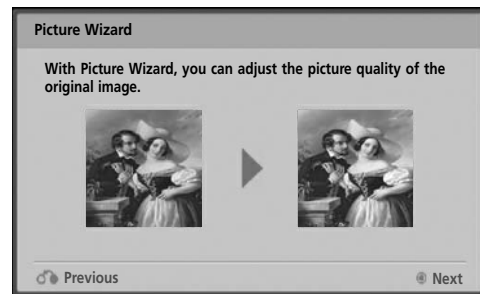 Picture Wizard
With Picture Wizard, you can adjust the picture quality of the
original image.
Previous
Next